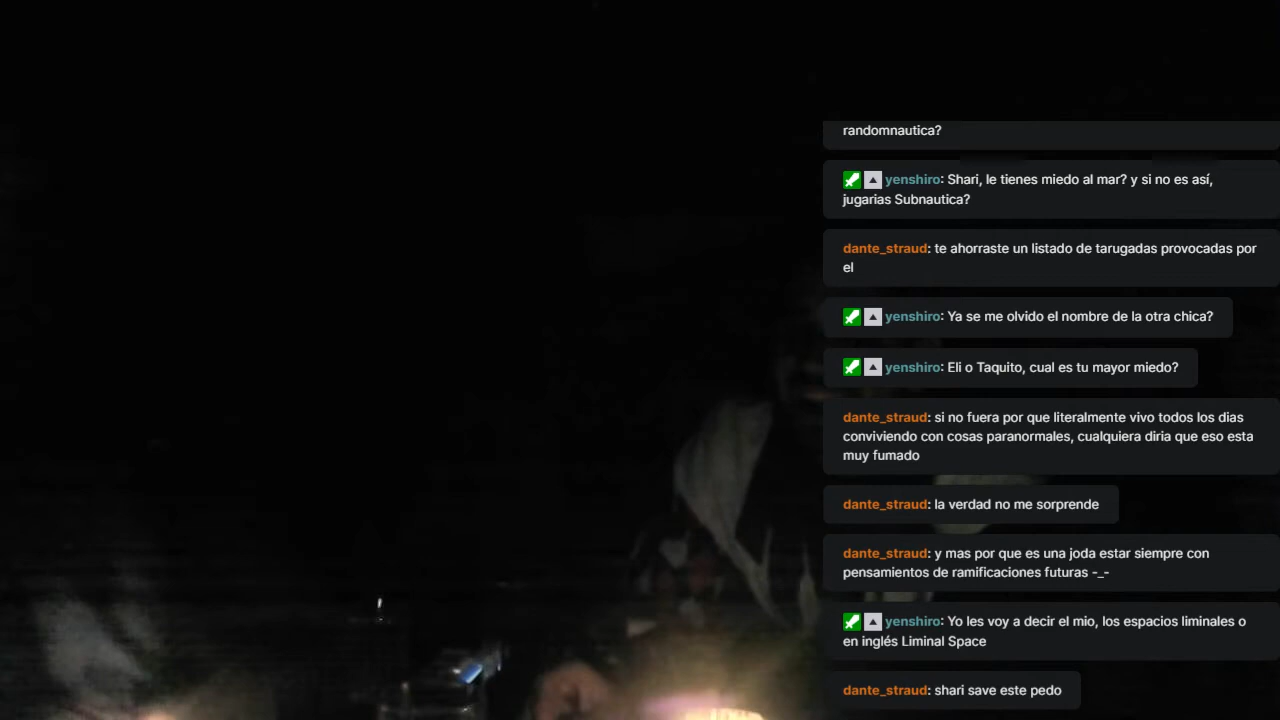 randomnautica?
yenshiro: Shari, le tienes miedo al mar? y si no es así,
jugarias Subnautica?
dante_straud: te ahorraste un listado de tarugadas provocadas por
el
yenshiro: Ya se me olvido el nombre de la otra chica?
yenshiro: Eli o Taquito, cual es tu mayor miedo?
dante_straud: si no fuera por que literalmente vivo todos los dias
conviviendo con cosas paranormales, cualquiera diria que eso esta
muy fumado
dante_straud: la verdad no me sorprende
dante_straud: y mas por que es una joda estar siempre con
pensamientos de ramificaciones futuras -_-
yenshiro: Yo les voy a decir el mio, los espacios liminales o
en inglés Liminal Space
dante_straud: shari save este pedo